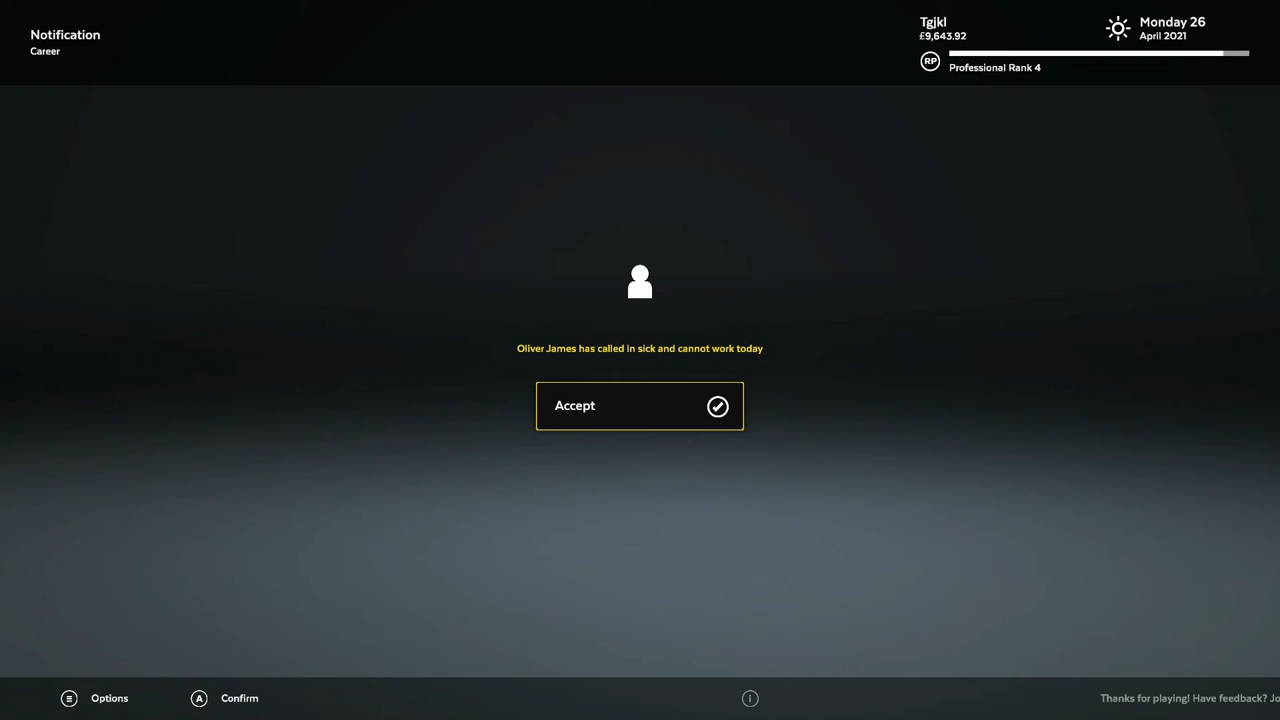 Notification
Career
Tgjkl
£9,643.92
Monday 26
April 2021
RP
Professional Rank 4
Oliver James has called in sick and cannot work today
Accept
Options
A Confirm
i
Thanks for playing! Have feedback? Jo